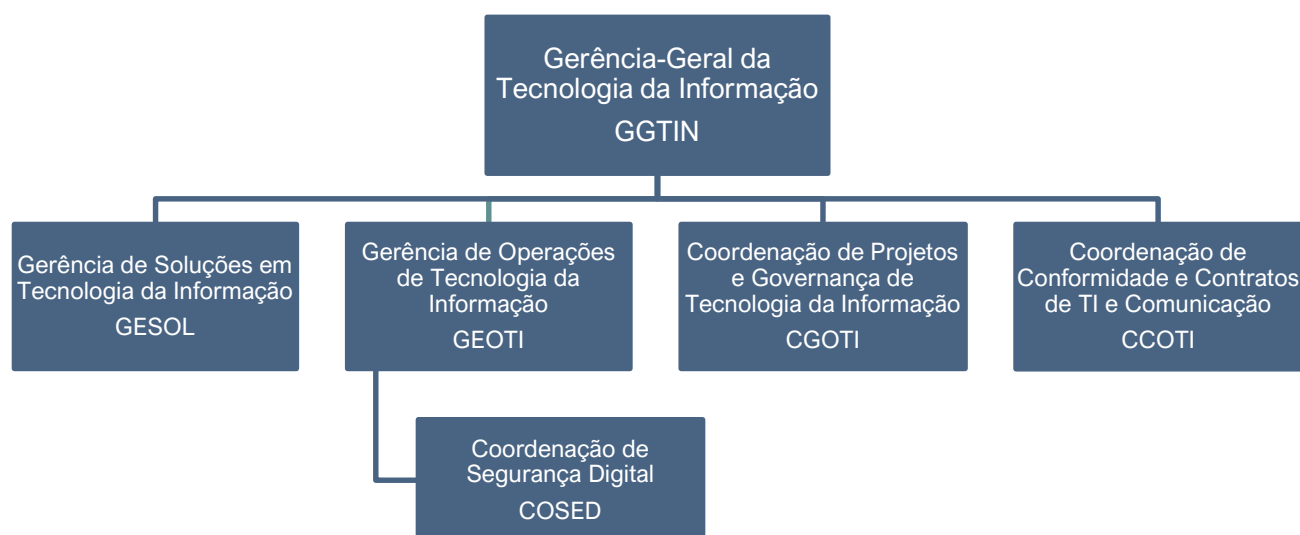 Gerência-Geral da
Tecnologia da Informação
GGTIN
Gerência de Soluções em
Tecnologia da Informação
GESOL
Gerência de Operações
de Tecnologia da
Informação
GEOTI
Coordenação de Projetos
e Governança de
Tecnologia da Informação
CGOTI
Coordenação de
Conformidade e Contratos
de TI e Comunicação
CCOTI
Coordenação de
Segurança Digital
COSED